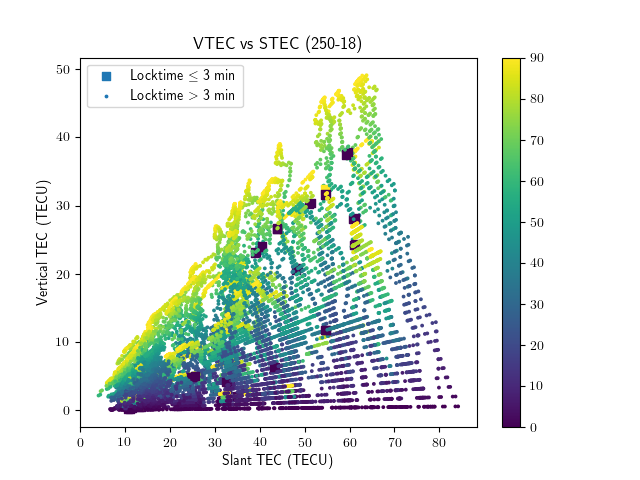 VTEC vs STEC (250-18)
Locktime ≤ 3 min
Locktime > 3 min
Vertical TEC (TECU)
50
40
30
20
10
0
0 10 20 30 40 50 60 70 80
Slant TEC (TECU)
90
80
70
60
50
40
30
20
10
0